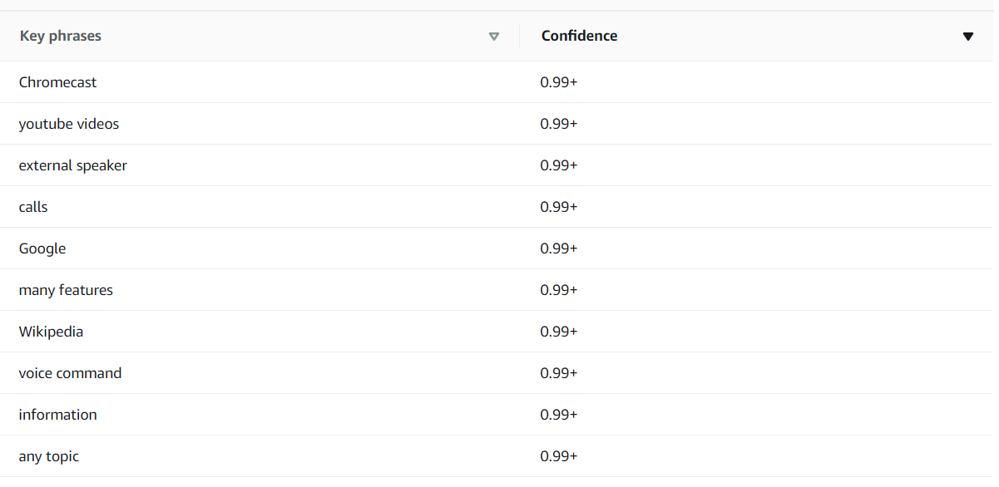 Key phrases Confidence
Chromecast 0.99+
youtube videos 0.99+
external speaker 0.99+
calls 0.99+
Google 0.99+
many features 0.99+
Wikipedia 0.99+
voice command 0.99+
information 0.99+
any topic 0.99+